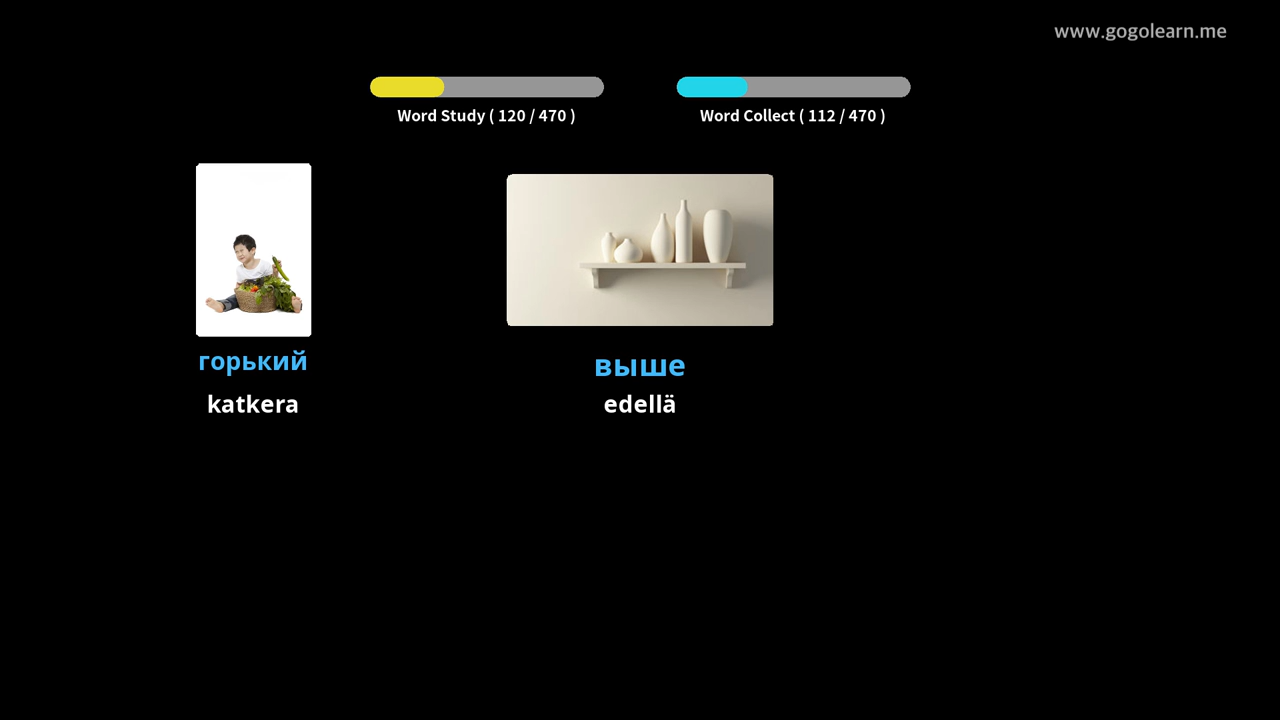 www.gogolearn.me
Word Study ( 120 / 470 )
Word Collect ( 112 / 470 )
горький
katkera
выше
edellä